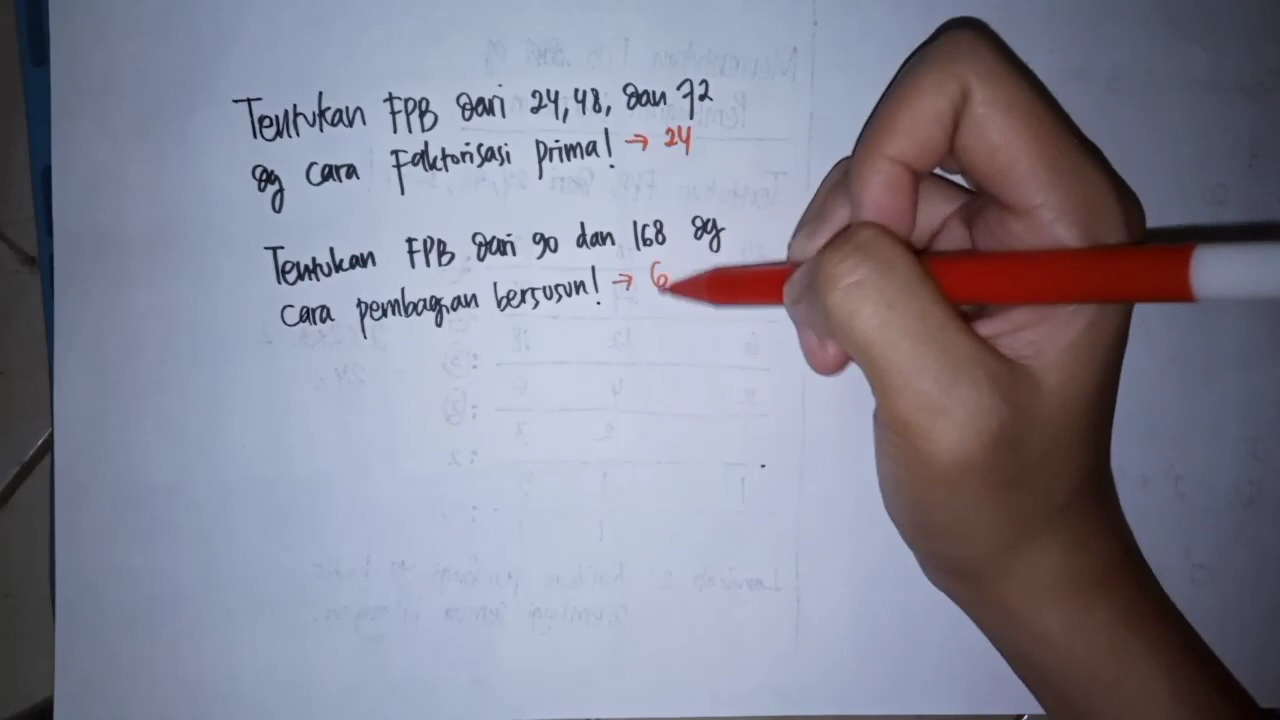 Tentukan FPB dari 24, 48, dan 72
dg cara Faktorisasi prima! → 24
Tentukan FPB dari 90 dan 168 dg
cara pembagian bersusun! → 6